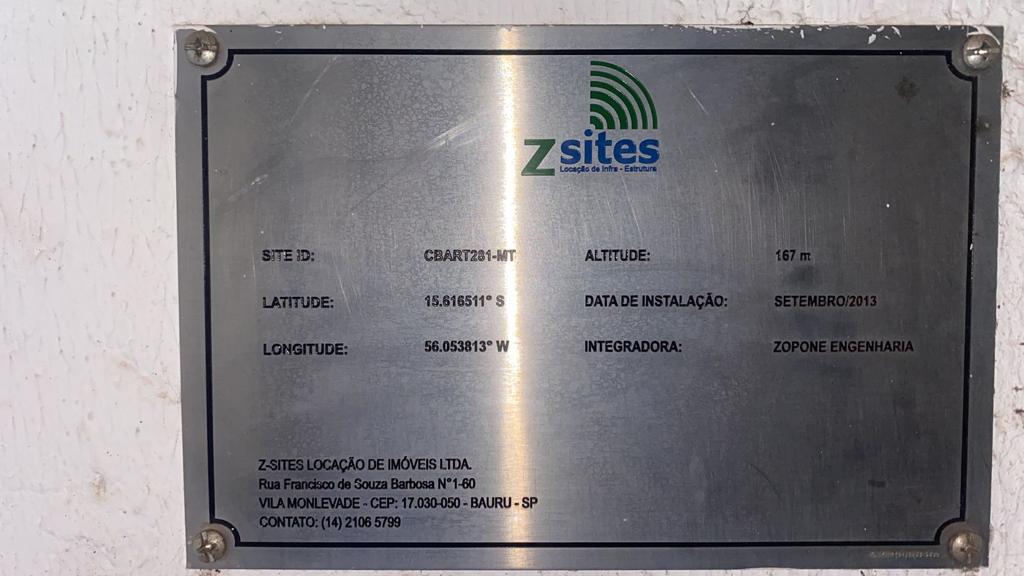 Zsites
Locação de Infra - Estrutura
SITE ID: CBART281-MT ALTITUDE: 167 m
LATITUDE: 15.616511° S DATA DE INSTALAÇÃO: SETEMBRO/2013
LONGITUDE: 56.053813° W INTEGRADORA: ZOPONE ENGENHARIA
Z-SITES LOCAÇÃO DE IMÓVEIS LTDA.
Rua Francisco de Souza Barbosa N°1-60
VILA MONLEVADE - CEP: 17.030-050 - BAURU - SP
CONTATO: (14) 2106 5799